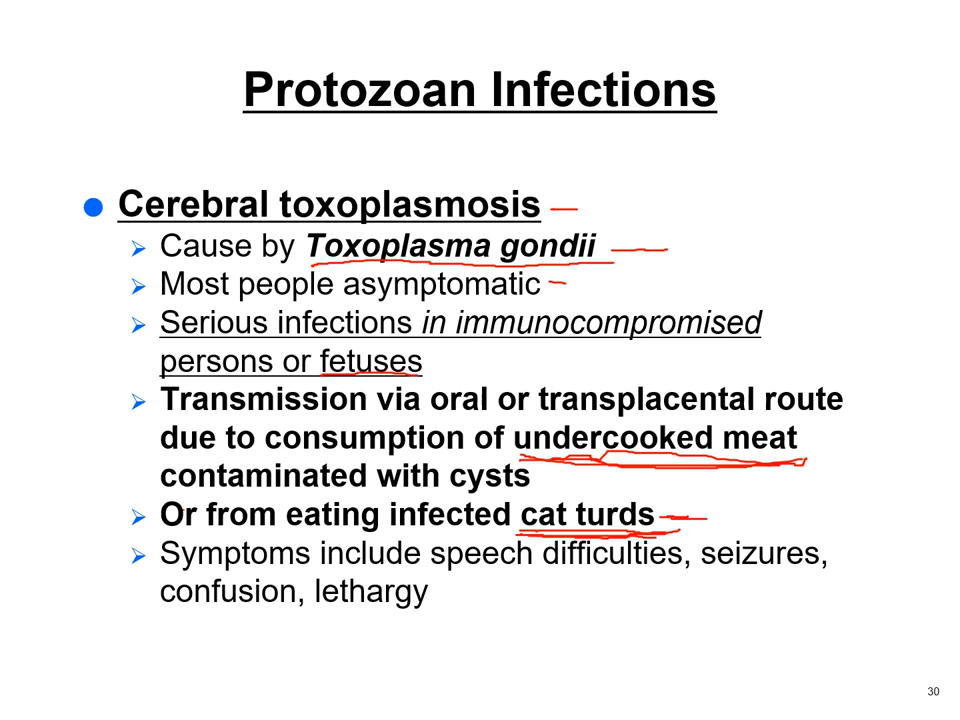 Protozoan Infections
Cerebral toxoplasmosis
Cause by Toxoplasma gondii
Most people asymptomatic
Serious infections in immunocompromised
persons or fetuses
Transmission via oral or transplacental route
due to consumption of undercooked meat
contaminated with cysts
Or from eating infected cat turds
Symptoms include speech difficulties, seizures,
confusion, lethargy
30